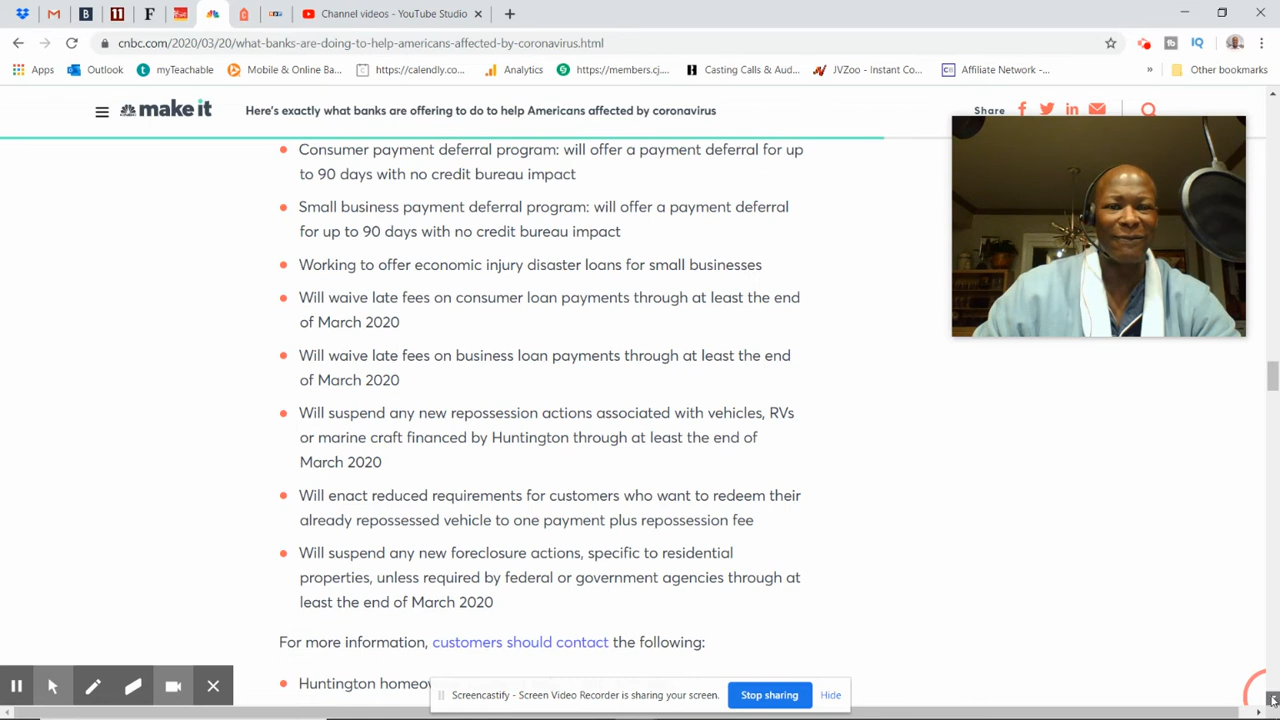 Channel videos - YouTube Studio
cnbc.com/2020/03/20/what-banks-are-doing-to-help-americans-affected-by-coronavirus.html
Apps Outlook myTeachable Mobile & Online Ba... https://calendly.co... Analytics https://members.cj.... Casting Calls & Aud... JVZoo - Instant Co... Affiliate Network -... » Other bookmarks
make it Here's exactly what banks are offering to do to help Americans affected by coronavirus Share
Consumer payment deferral program: will offer a payment deferral for up
to 90 days with no credit bureau impact
Small business payment deferral program: will offer a payment deferral
for up to 90 days with no credit bureau impact
Working to offer economic injury disaster loans for small businesses
Will waive late fees on consumer loan payments through at least the end
of March 2020
Will waive late fees on business loan payments through at least the end
of March 2020
Will suspend any new repossession actions associated with vehicles, RVs
or marine craft financed by Huntington through at least the end of
March 2020
Will enact reduced requirements for customers who want to redeem their
already repossessed vehicle to one payment plus repossession fee
Will suspend any new foreclosure actions, specific to residential
properties, unless required by federal or government agencies through at
least the end of March 2020
For more information, customers should contact the following:
Huntington
Screencastify - Screen Video Recorder is sharing your screen. Stop sharing Hide